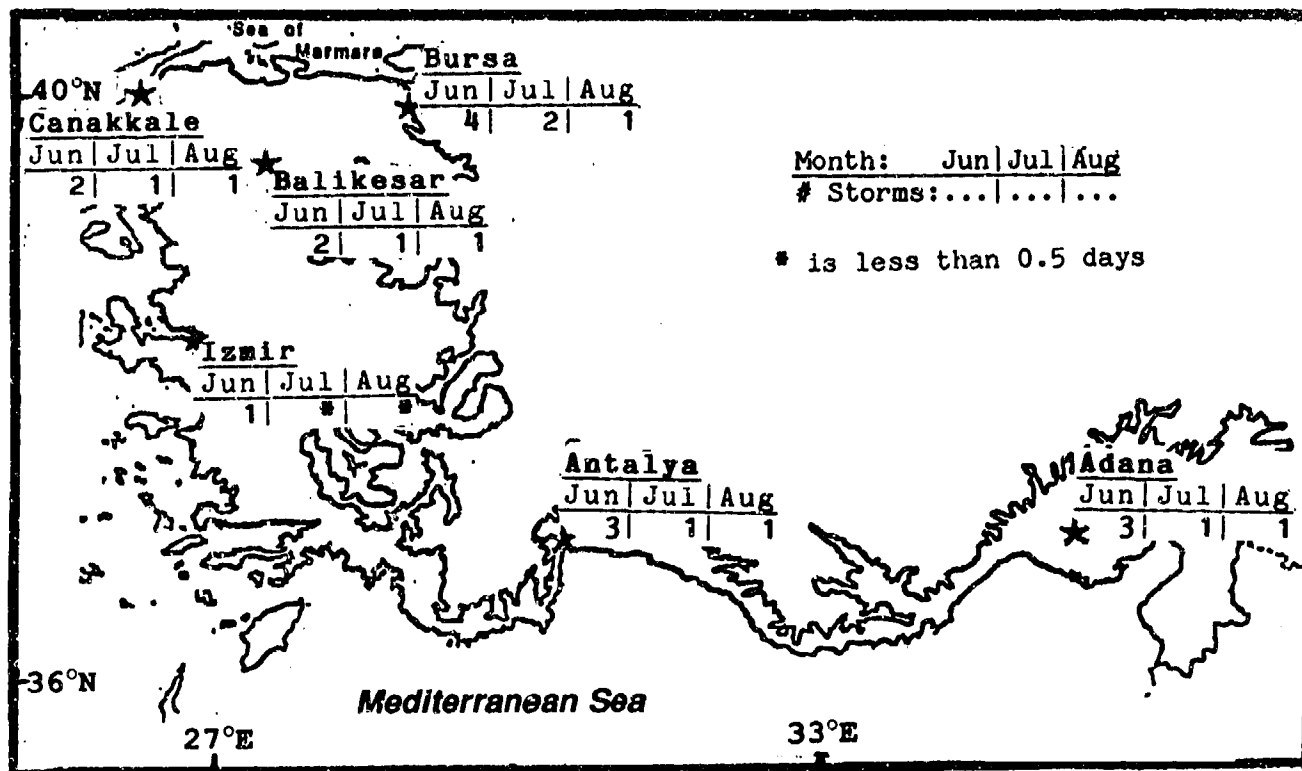 Sea of
Marmara
Bursa
Jun|Jul|Aug
4| 2| 1
40°N
Canakkale
Jun|Jul|Aug
2| 1| 1
Balikesar
Jun|Jul|Aug
2| 1| 1
Month: Jun|Jul|Aug
# Storms:...|...|...
* is less than 0.5 days
Izmir
Jun|Jul|Aug
1| *| *
Antalya
Jun|Jul|Aug
3| 1| 1
Adana
Jun|Jul|Aug
3| 1| 1
36°N
Mediterranean Sea
27°E
33°E